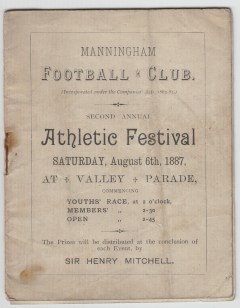 MANNINGHAM
FOOTBALL CLUB.
(Incorporated under the Companies' Acts, 1862/83.)
SECOND ANNUAL
Athletic Festival
SATURDAY, August 6th, 1887,
AT VALLEY PARADE,
COMMENCING
YOUTHS' RACE, at 2 o'clock,
MEMBERS' „ 2-30
OPEN „ 2-45
The Prizes will be distributed at the conclusion of
each Event, by
SIR HENRY MITCHELL.